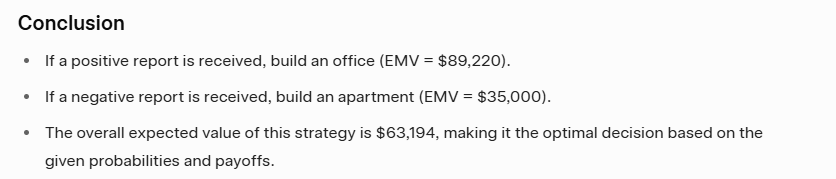 Conclusion
• If a positive report is received, build an office (EMV = $89,220).
• If a negative report is received, build an apartment (EMV = $35,000).
• The overall expected value of this strategy is $63,194, making it the optimal decision based on the
given probabilities and payoffs.